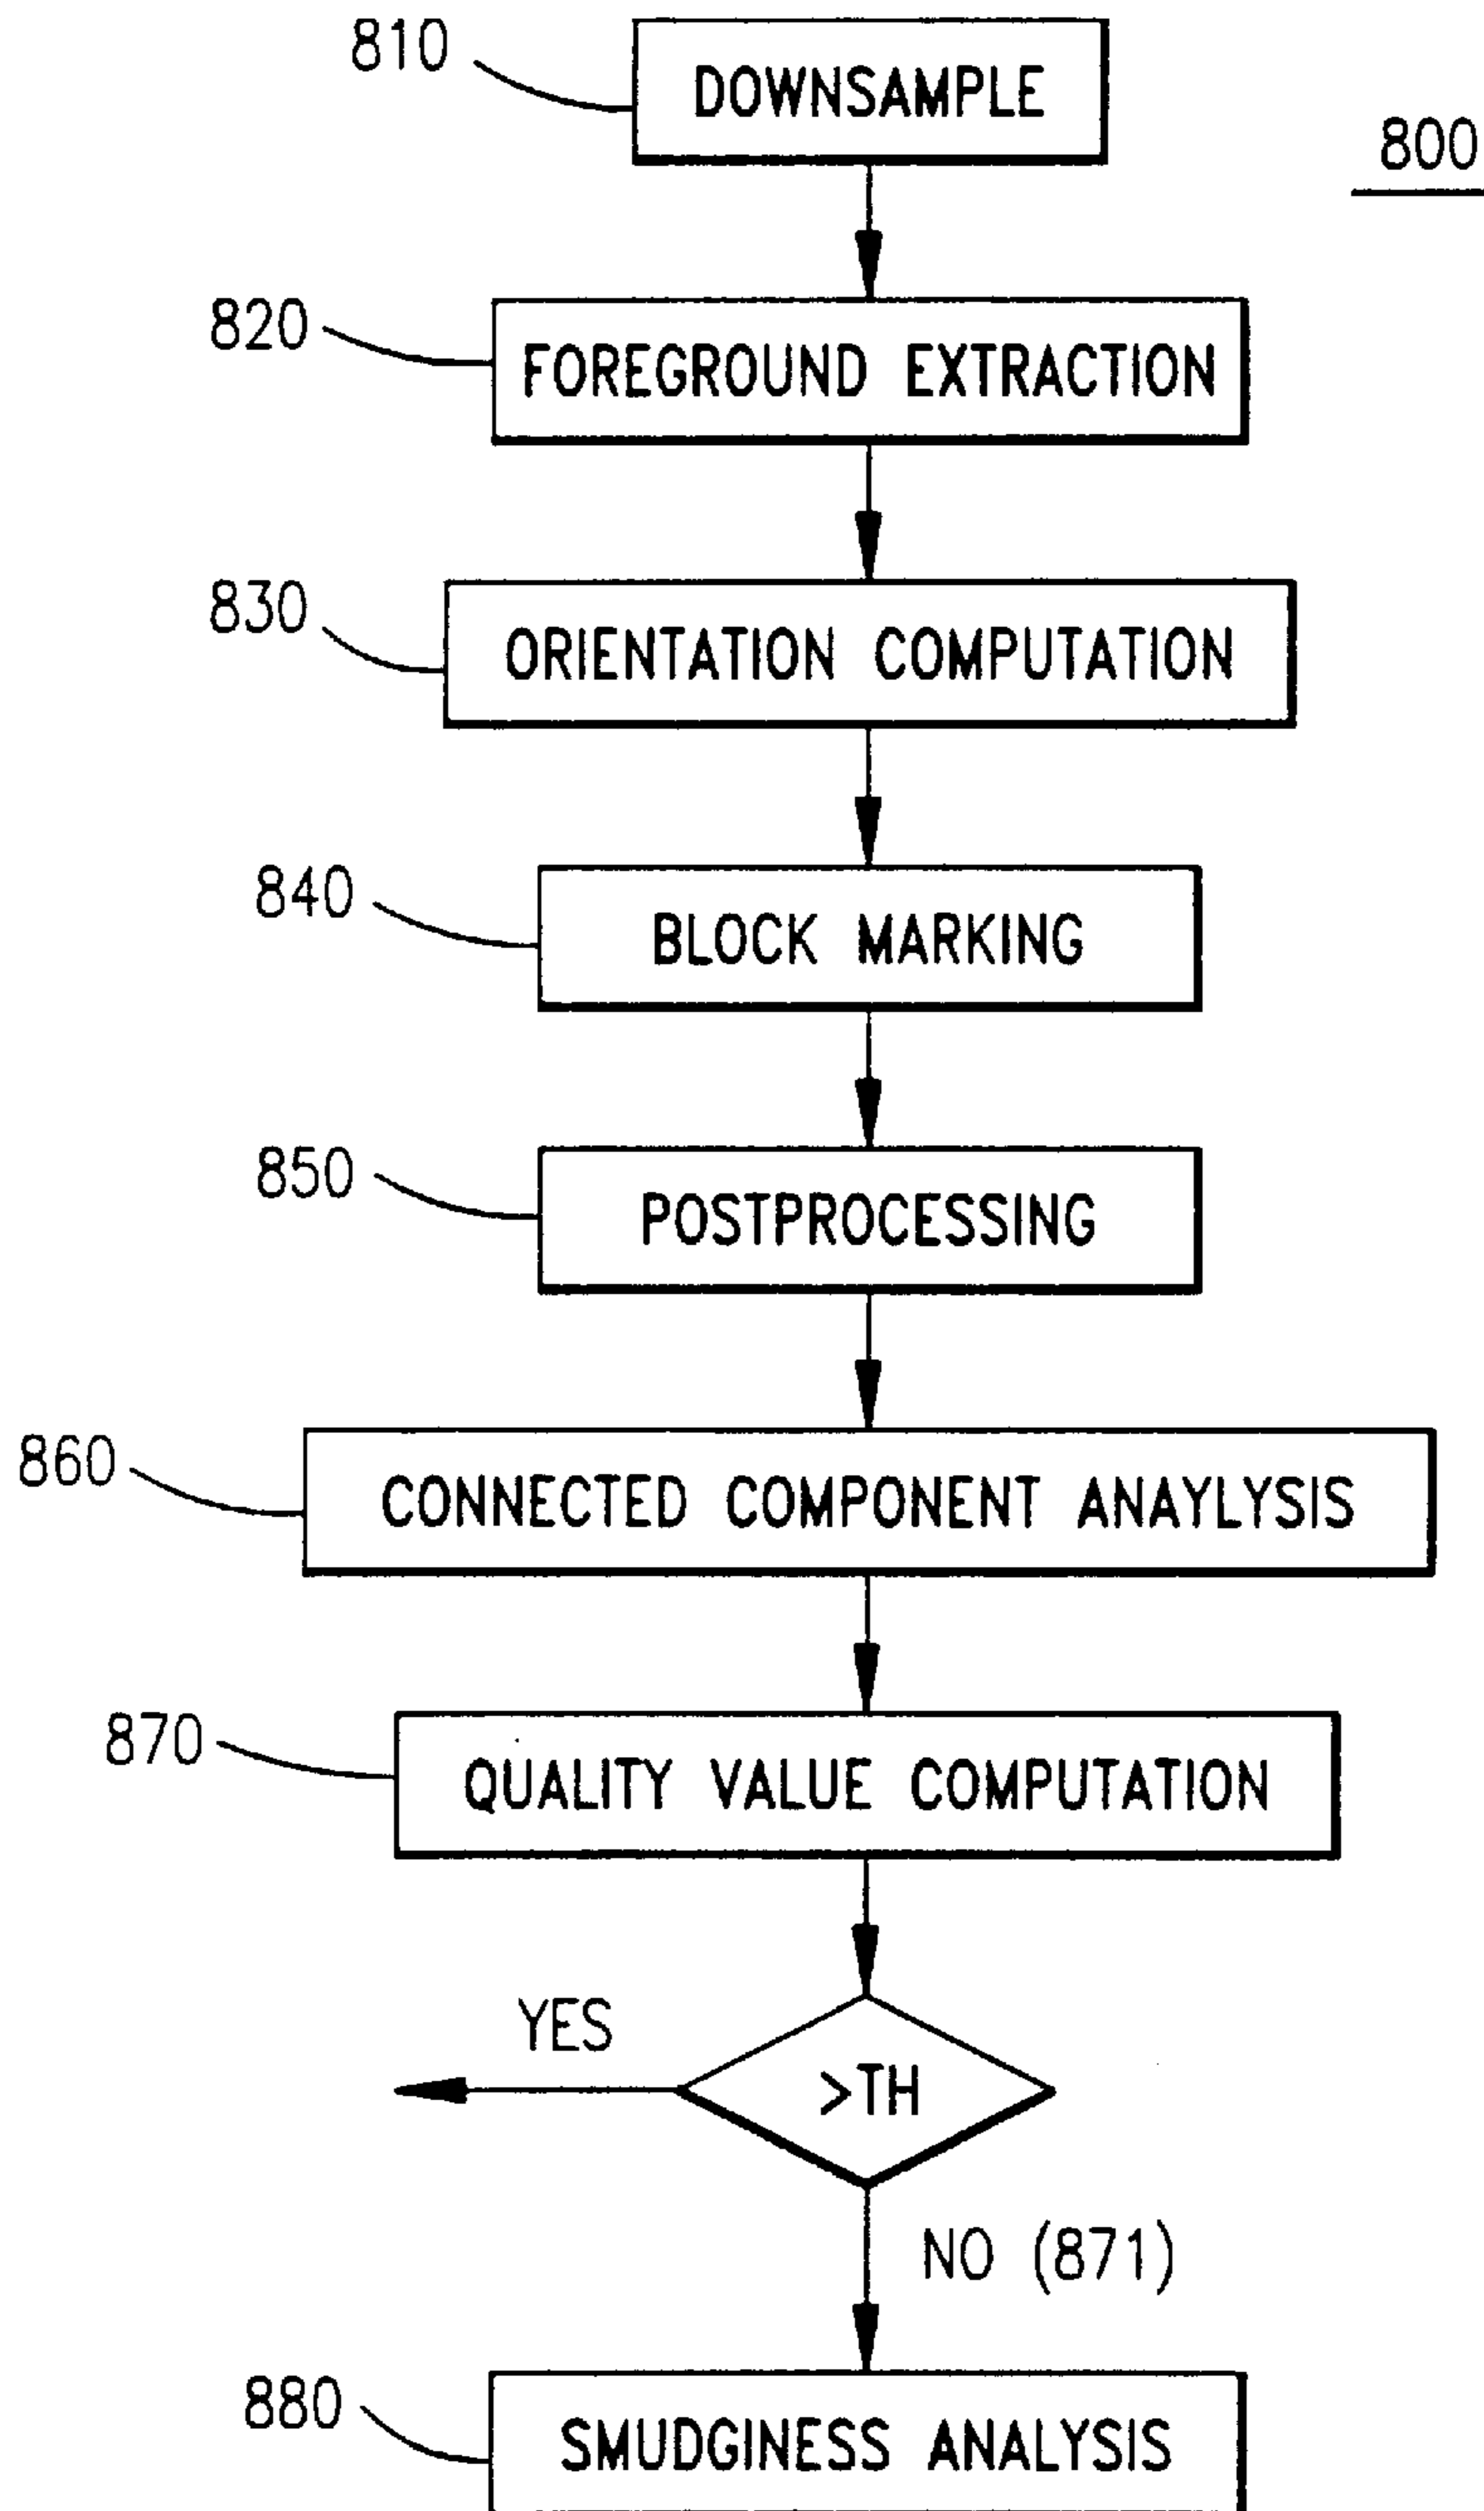 810
DOWNSAMPLE
800
820
FOREGROUND EXTRACTION
830
ORIENTATION COMPUTATION
840
BLOCK MARKING
850
POSTPROCESSING
860
CONNECTED COMPONENT ANAYLYSIS
870
QUALITY VALUE COMPUTATION
YES
>TH
NO (871)
880
SMUDGINESS ANALYSIS